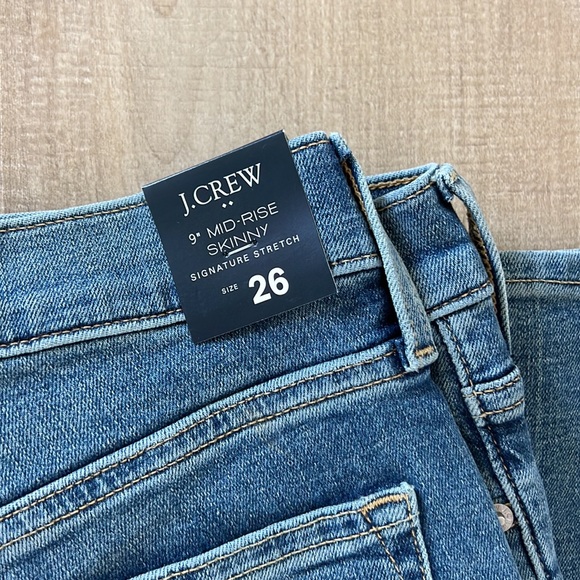 J.CREW
9" MID-RISE
SKINNY
SIGNATURE STRETCH
SIZE 26